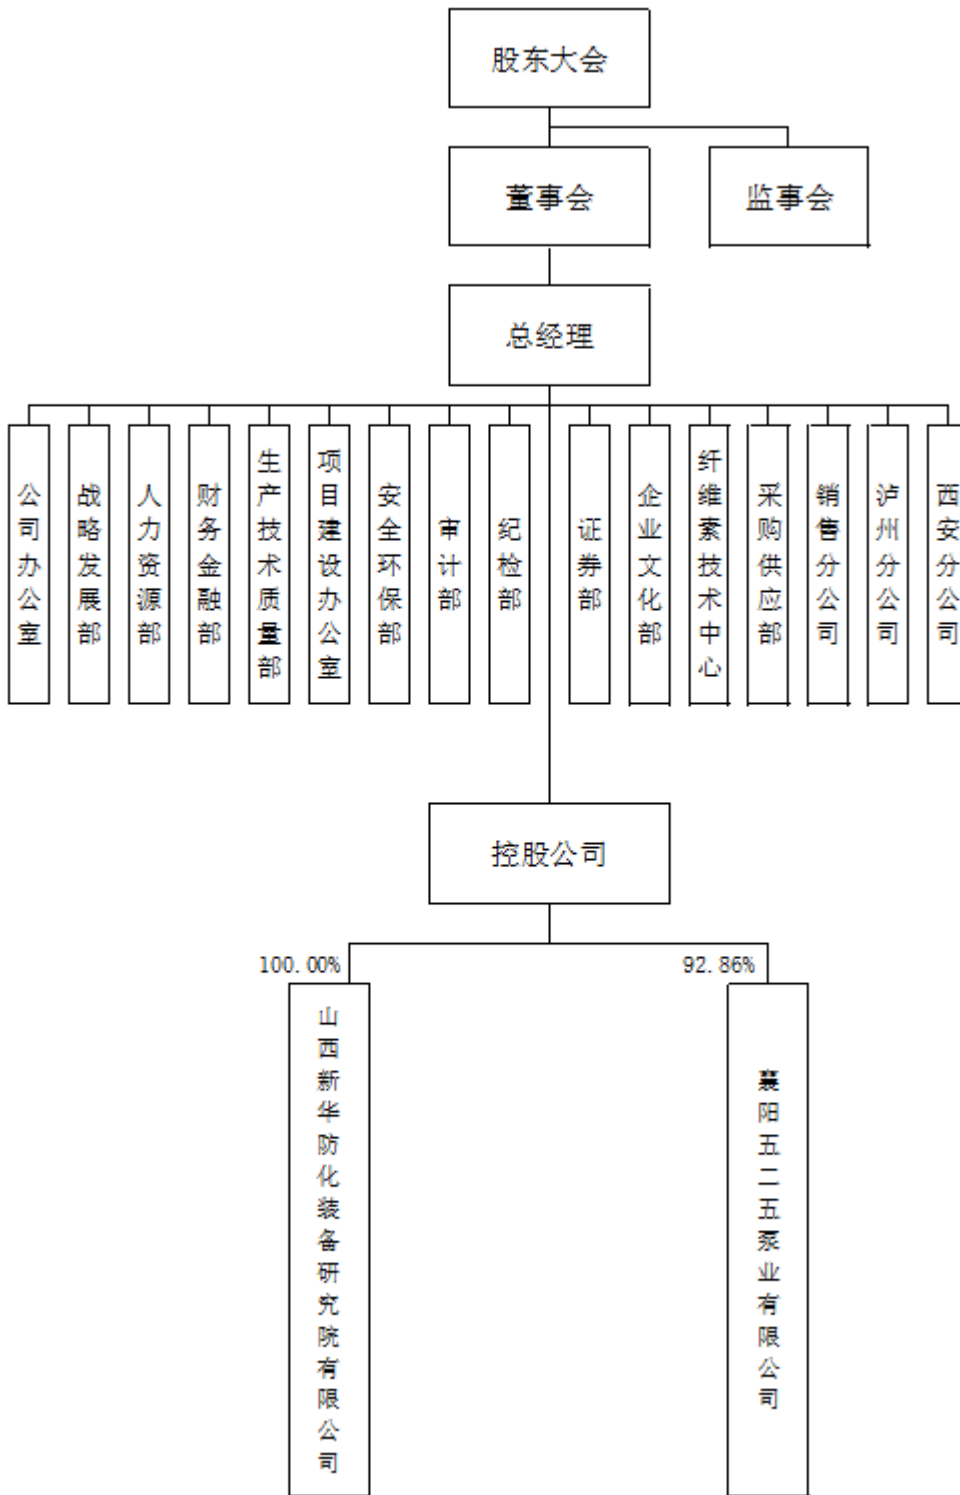 股东大会
董事会
监事会
总经理
公司办公室
战略发展部
人力资源部
财务金融部
生产技术质量部
项目建设办公室
安全环保部
审计部
纪检部
证券部
企业文化部
纤维素技术中心
采购供应部
销售分公司
泸州分公司
西安分公司
控股公司
100.00%
92.86%
山西新华防化装备研究院有限公司
襄阳五二五泵业有限公司